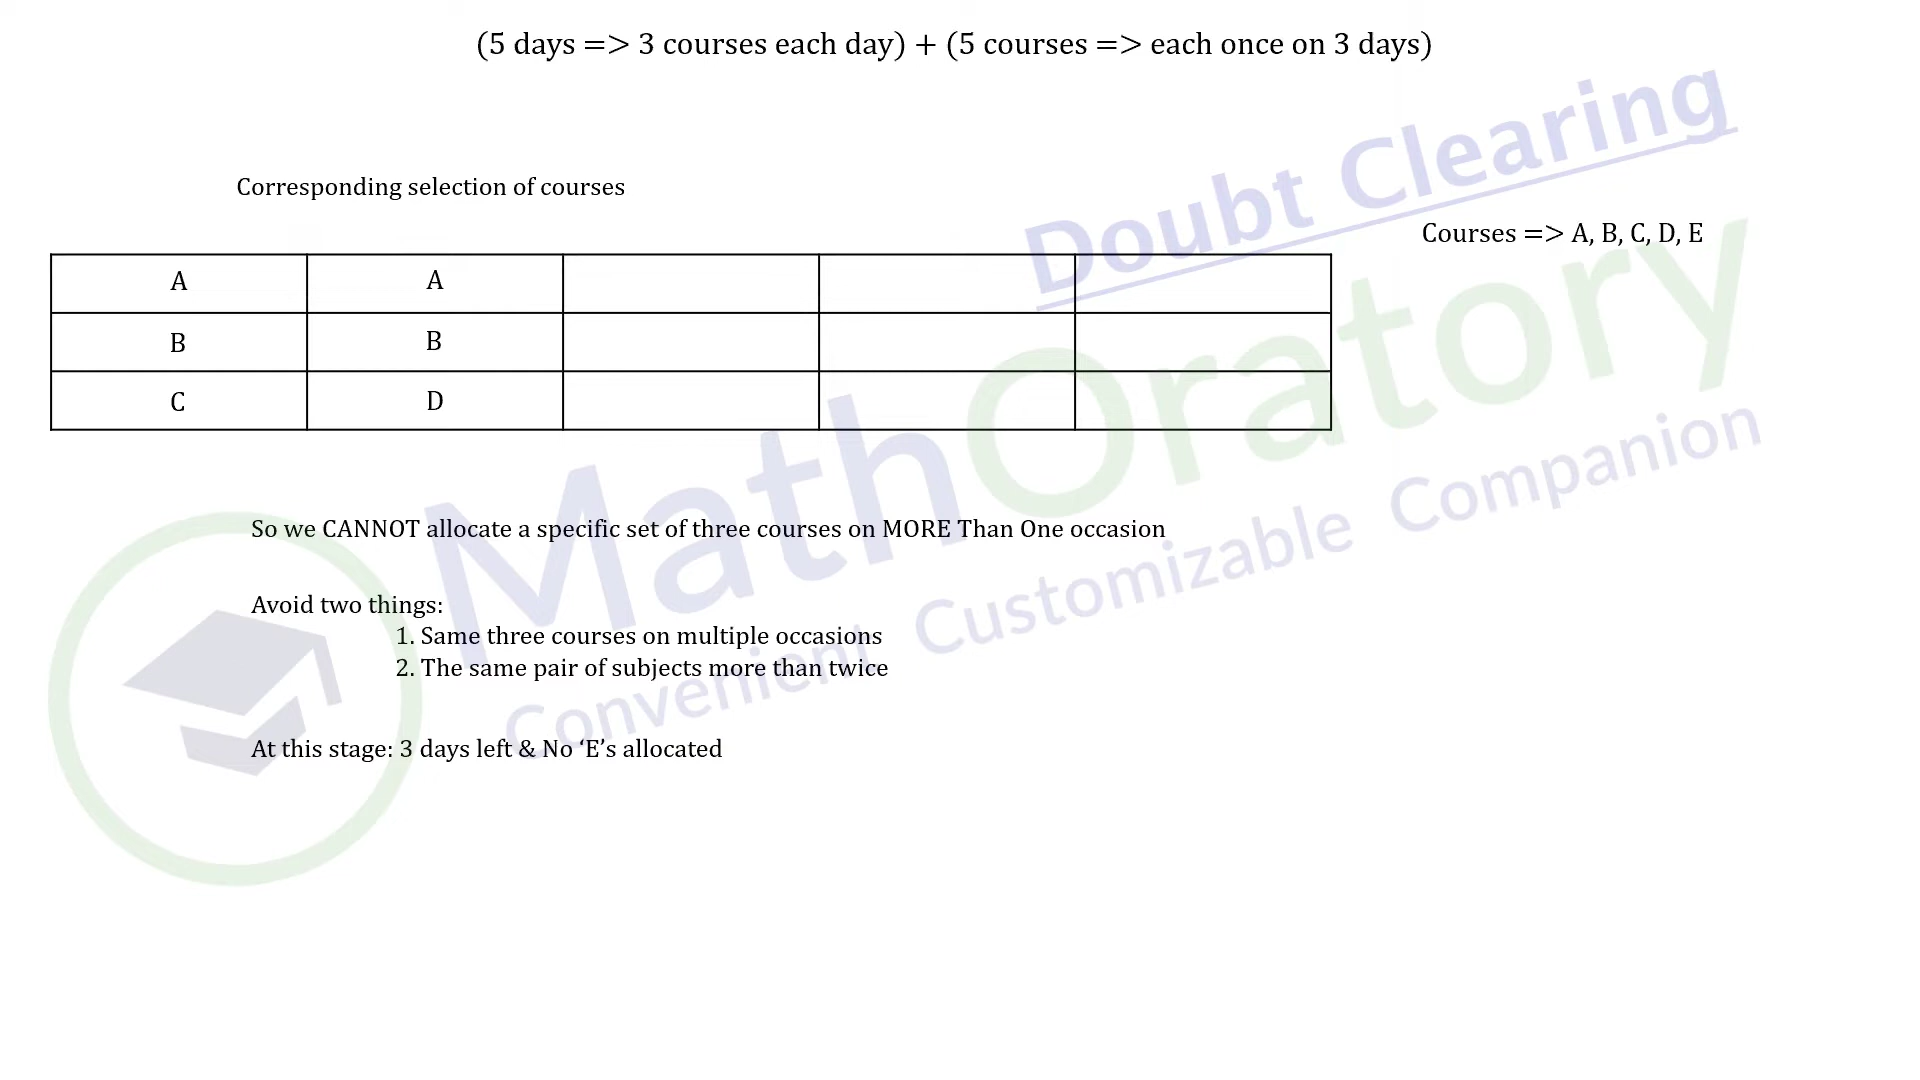 (5 days => 3 courses each day) + (5 courses => each once on 3 days)
Doubt Clearing
Corresponding selection of courses
Courses => A, B, C, D, E
A A
B B
C D
MathOratory
Convenient Customizable Companion
So we CANNOT allocate a specific set of three courses on MORE Than One occasion
Avoid two things:
1. Same three courses on multiple occasions
2. The same pair of subjects more than twice
At this stage: 3 days left & No ‘E’s allocated